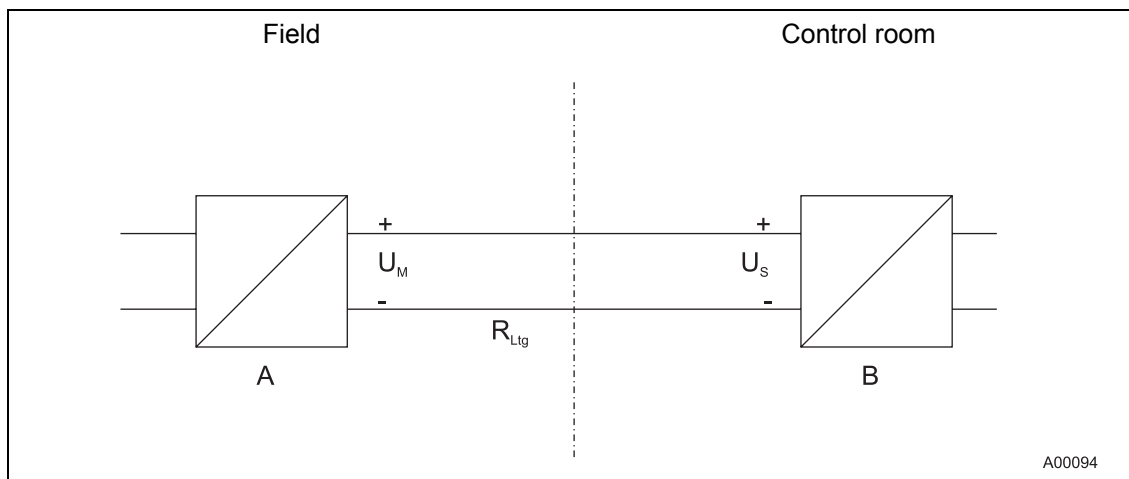 Field
Control room
+
+
U_M
U_S
-
-
R_Ltg
A
B
A00094